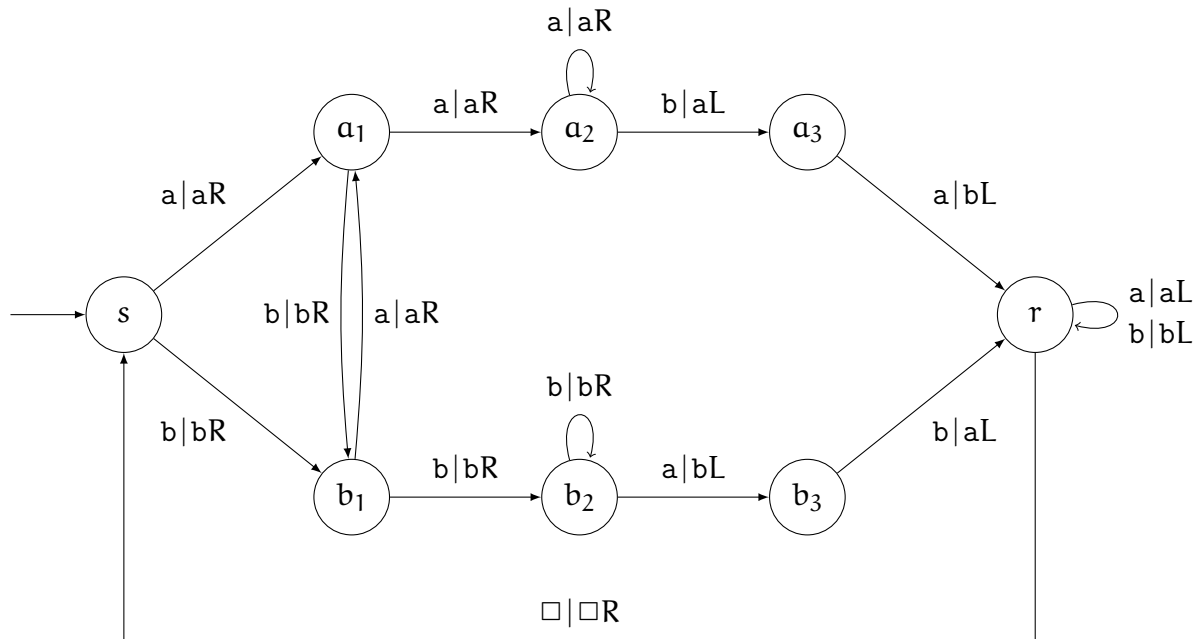 a|aR
a₁
a|aR
a₂
b|aL
a₃
a|aR
a|bL
s
b|bR
a|aR
r
a|aL
b|bL
b|bR
b|bR
b|aL
b₁
b|bR
b₂
a|bL
b₃
□|□R